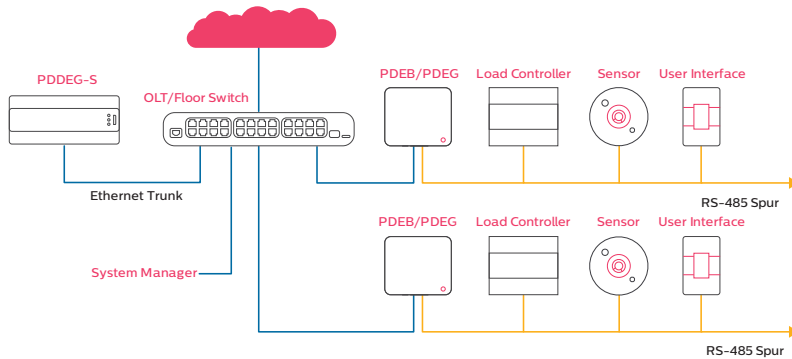 PDDEG-S
OLT/Floor Switch
PDEB/PDEG
Load Controller
Sensor
User Interface
Ethernet Trunk
RS-485 Spur
PDEB/PDEG
Load Controller
Sensor
User Interface
System Manager
RS-485 Spur